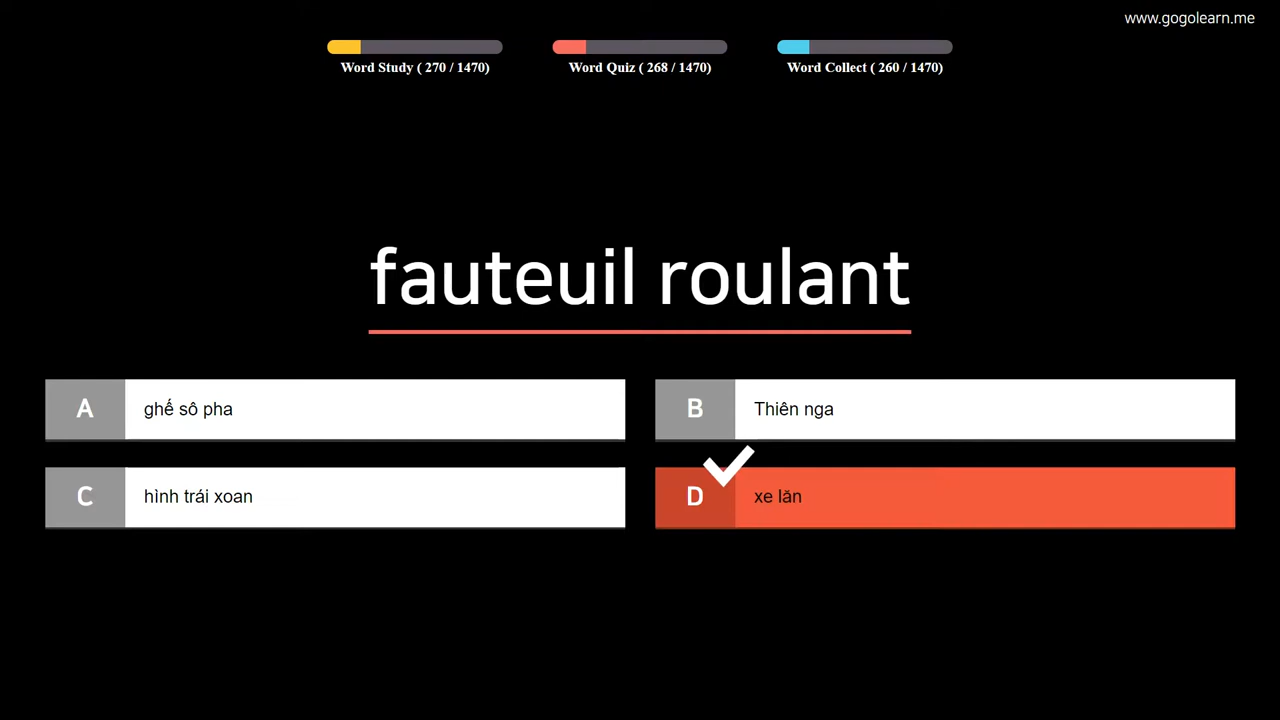 www.gogolearn.me
Word Study ( 270 / 1470) Word Quiz ( 268 / 1470) Word Collect ( 260 / 1470)
fauteuil roulant
A ghế sô pha
B Thiên nga
C hình trái xoan
D xe lăn